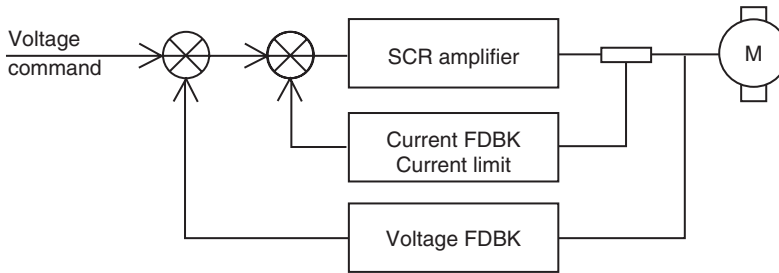 Voltage
command
SCR amplifier
M
Current FDBK
Current limit
Voltage FDBK